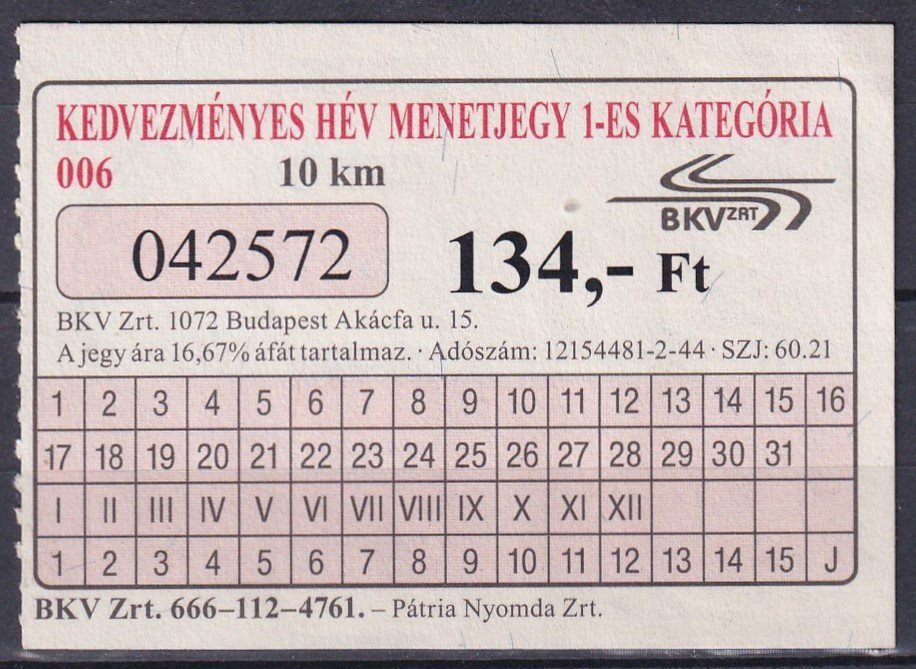 KEDVEZMÉNYES HÉV MENETJEGY 1-ES KATEGÓRIA
006 10 km
BKV ZRT
042572
134,- Ft
BKV Zrt. 1072 Budapest Akácfa u. 15.
A jegy ára 16,67% áfát tartalmaz. · Adószám: 12154481-2-44 · SZJ: 60.21
1 2 3 4 5 6 7 8 9 10 11 12 13 14 15 16
17 18 19 20 21 22 23 24 25 26 27 28 29 30 31
I II III IV V VI VII VIII IX X XI XII
1 2 3 4 5 6 7 8 9 10 11 12 13 14 15 J
BKV Zrt. 666–112–4761. – Pátria Nyomda Zrt.